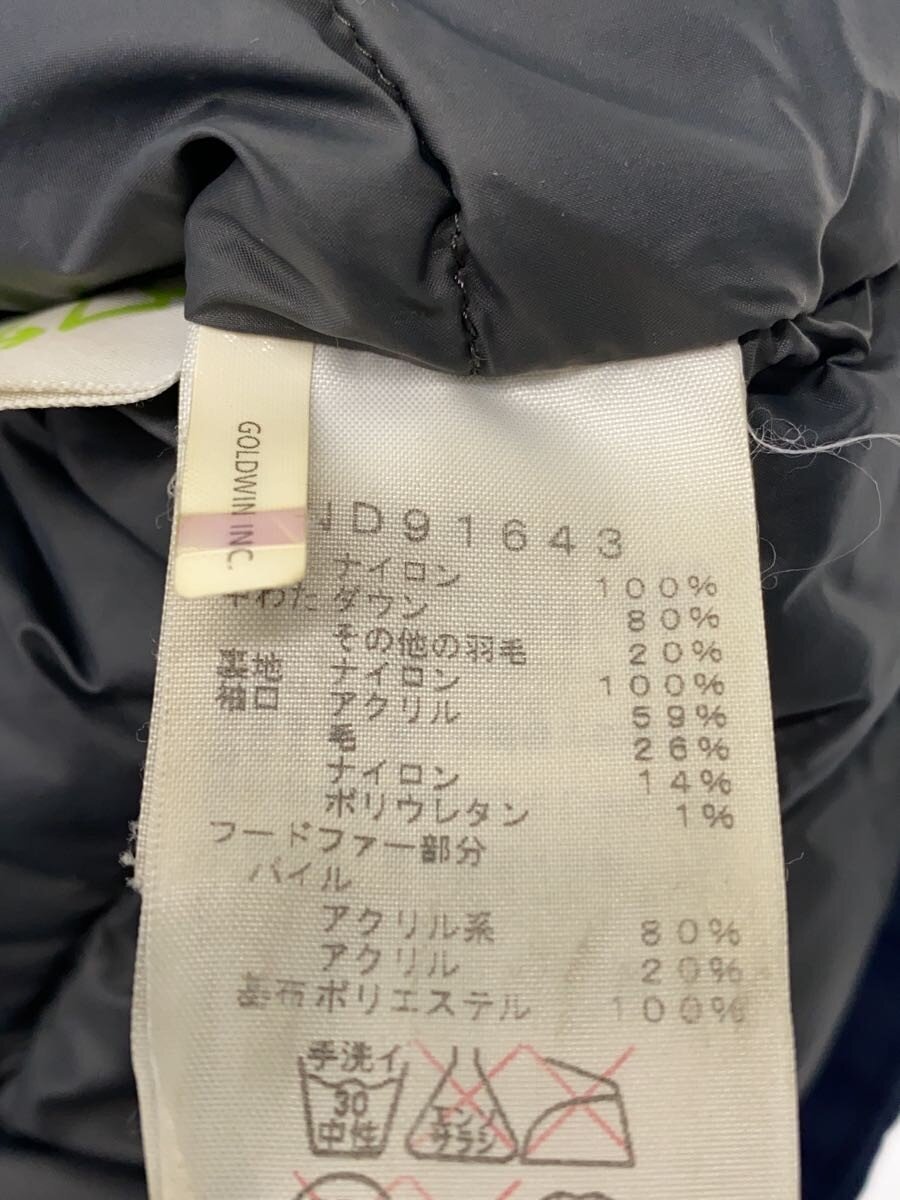 GOLDWIN INC.
ND91643
ナイロン 100%
中わた ダウン 80%
その他の羽毛 20%
裏地 ナイロン 100%
袖口 アクリル 59%
毛 26%
ナイロン 14%
ポリウレタン 1%
フードファー部分
パイル
アクリル系 80%
アクリル 20%
基布ポリエステル 100%
手洗イ
30
中性
エンソ
サラシ